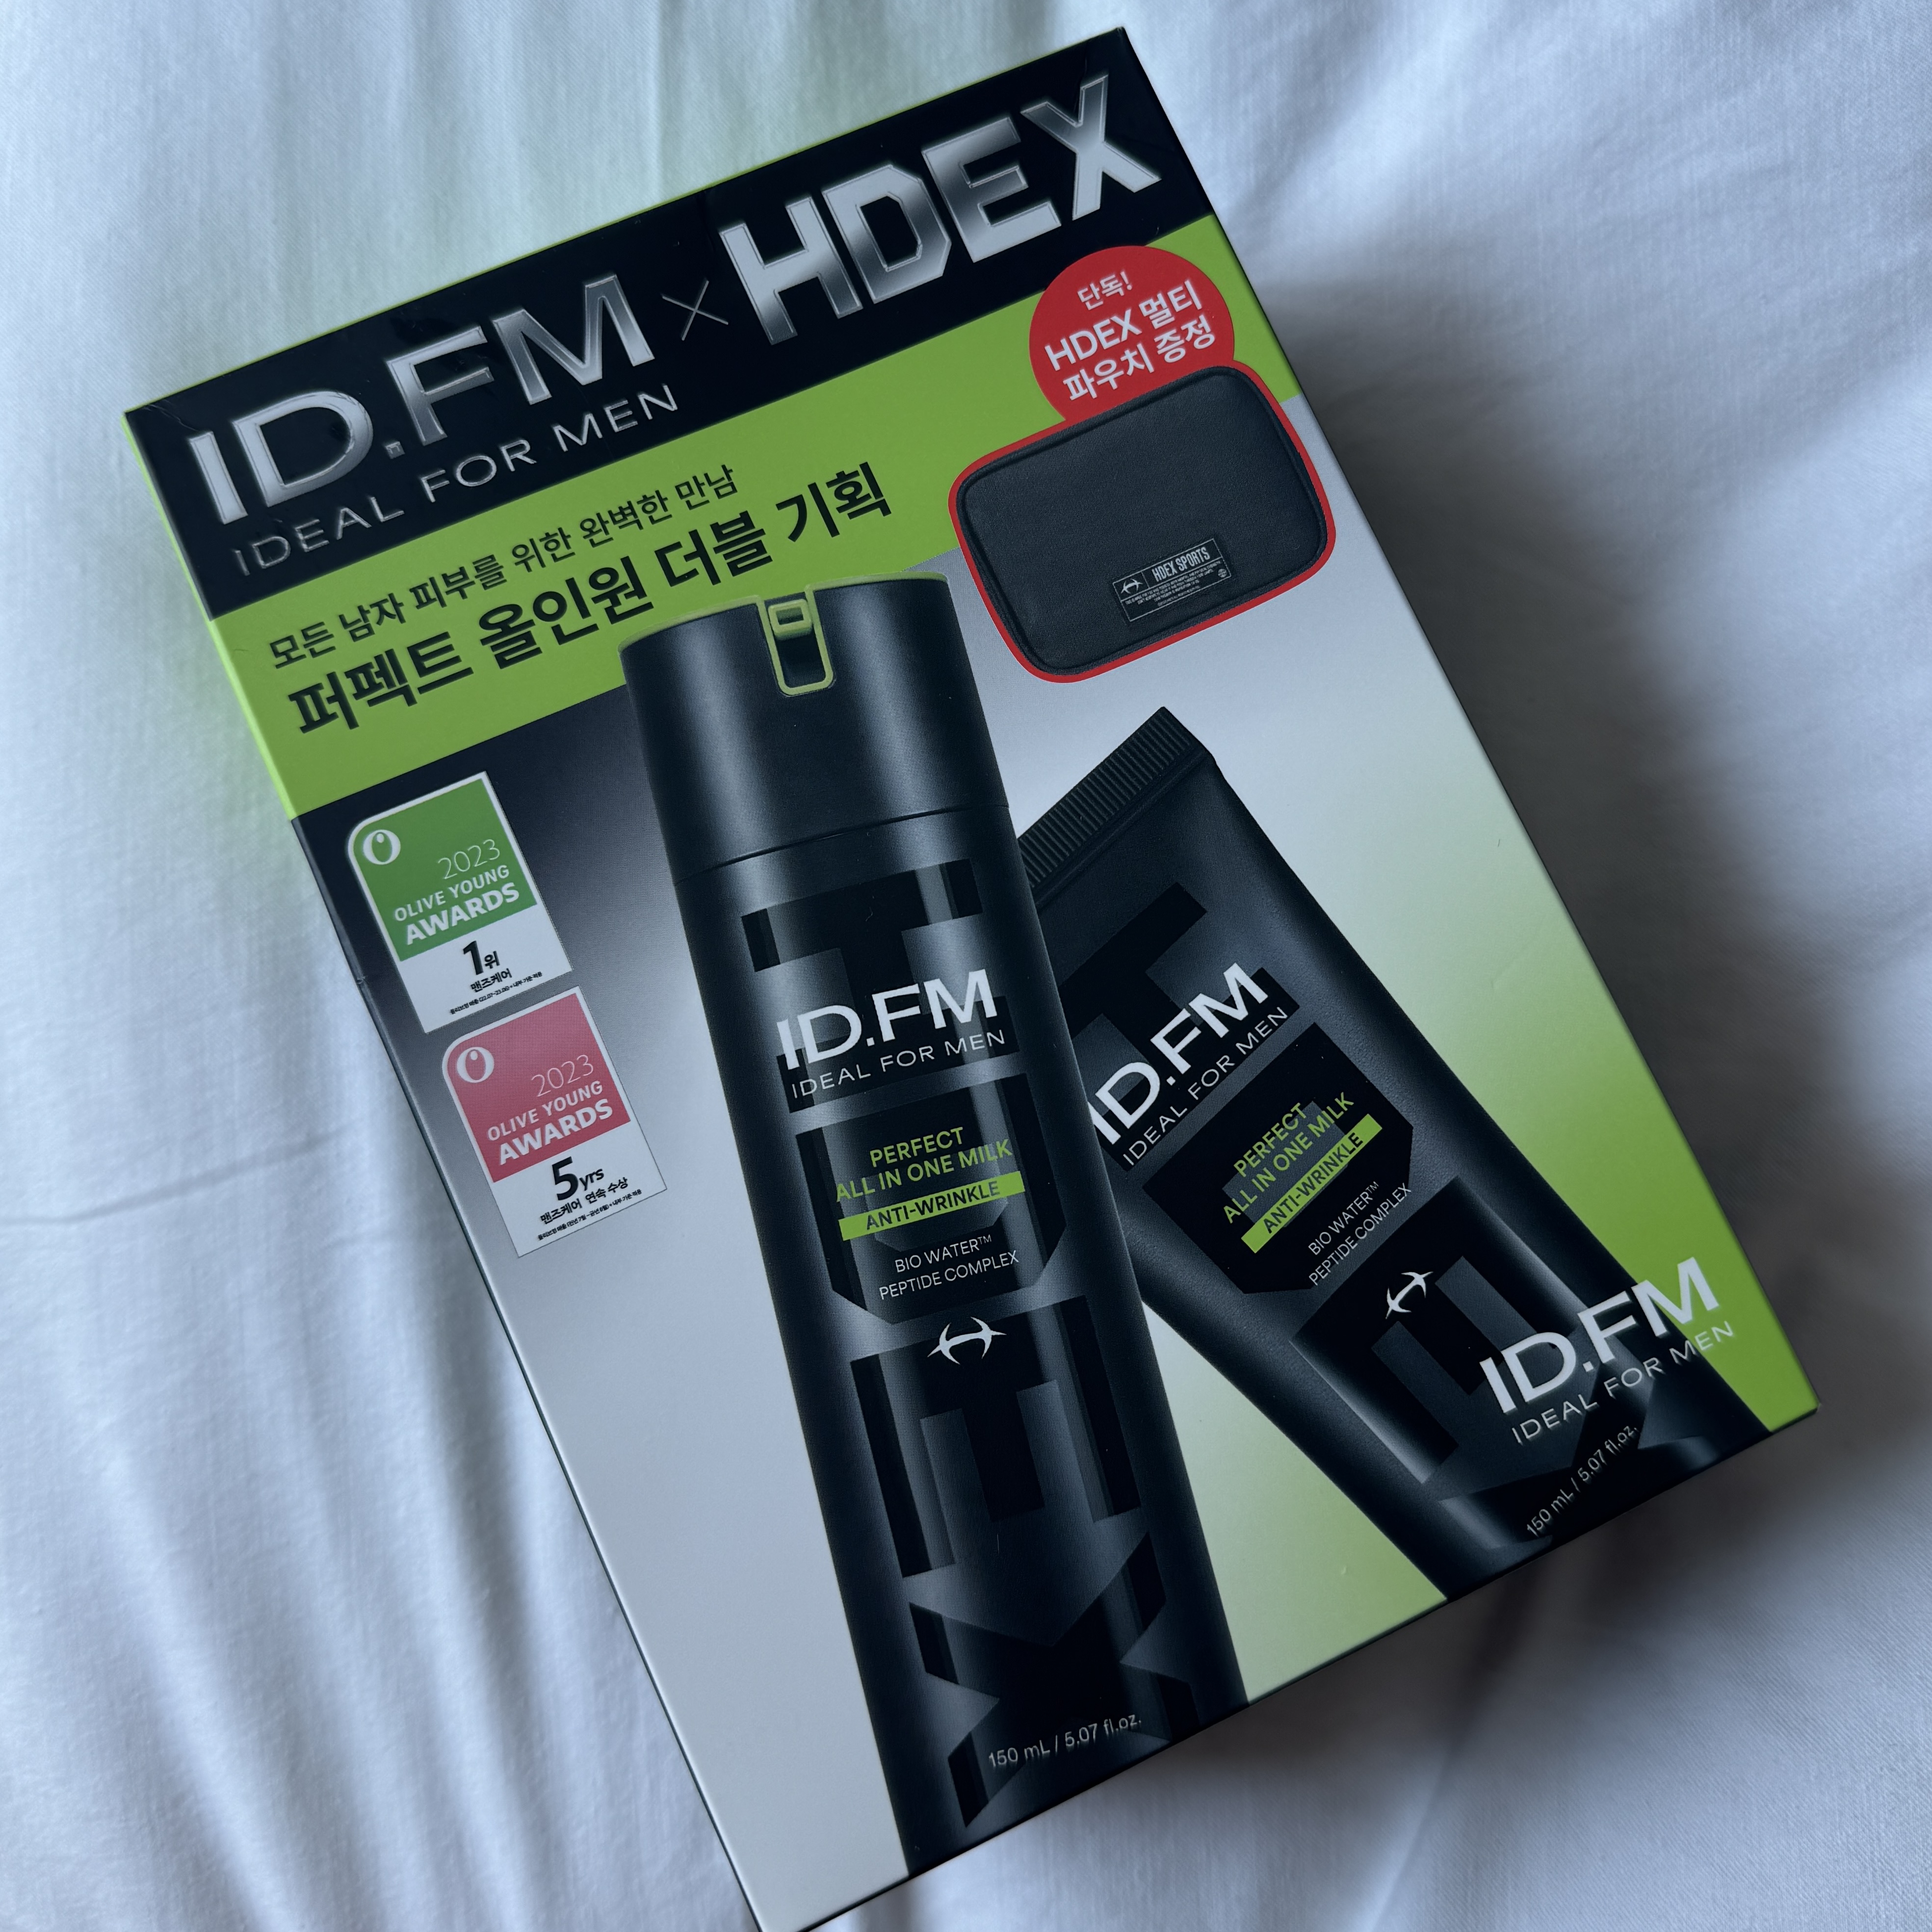 ID.FM × HDEX
IDEAL FOR MEN
단독!
HDEX 멀티
파우치 증정
모든 남자 피부를 위한 완벽한 만남
퍼펙트 올인원 더블 기획
HDEX SPORTS
2023
OLIVE YOUNG
AWARDS
1위
맨즈케어
2023
OLIVE YOUNG
AWARDS
5yrs
맨즈케어 연속 수상
ID.FM
IDEAL FOR MEN
PERFECT
ALL IN ONE MILK
ANTI-WRINKLE
BIO WATER™
PEPTIDE COMPLEX
150 mL / 5.07 fl.oz.
ID.FM
IDEAL FOR MEN
PERFECT
ALL IN ONE MILK
ANTI-WRINKLE
BIO WATER™
PEPTIDE COMPLEX
ID.FM
IDEAL FOR MEN
150 mL / 5.07 fl.oz.